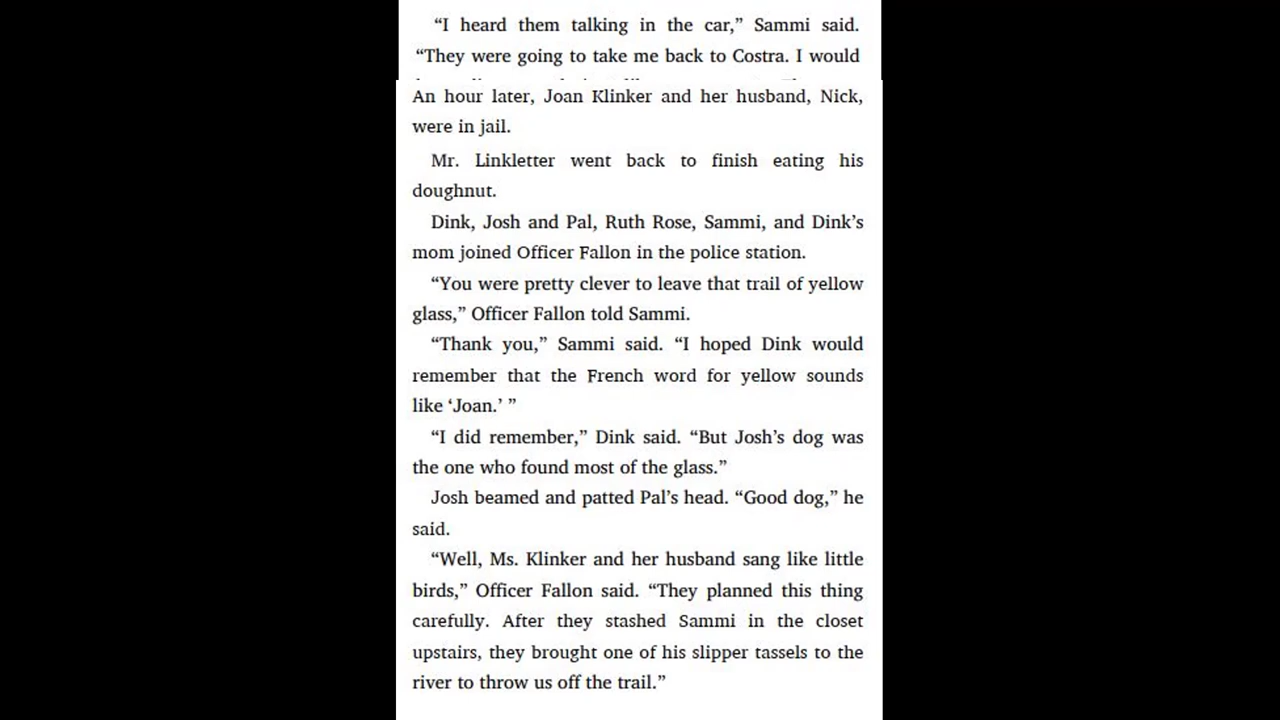 “I heard them talking in the car,” Sammi said.
“They were going to take me back to Costra. I would
An hour later, Joan Klinker and her husband, Nick,
were in jail.
Mr. Linkletter went back to finish eating his
doughnut.
Dink, Josh and Pal, Ruth Rose, Sammi, and Dink’s
mom joined Officer Fallon in the police station.
“You were pretty clever to leave that trail of yellow
glass,” Officer Fallon told Sammi.
“Thank you,” Sammi said. “I hoped Dink would
remember that the French word for yellow sounds
like ‘Joan.’ ”
“I did remember,” Dink said. “But Josh’s dog was
the one who found most of the glass.”
Josh beamed and patted Pal’s head. “Good dog,” he
said.
“Well, Ms. Klinker and her husband sang like little
birds,” Officer Fallon said. “They planned this thing
carefully. After they stashed Sammi in the closet
upstairs, they brought one of his slipper tassels to the
river to throw us off the trail.”